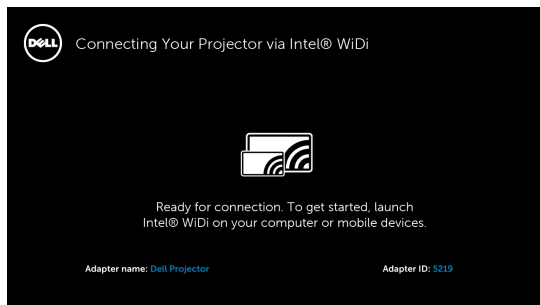 DELL
Connecting Your Projector via Intel® WiDi
Ready for connection. To get started, launch
Intel® WiDi on your computer or mobile devices.
Adapter name: Dell Projector
Adapter ID: 5219